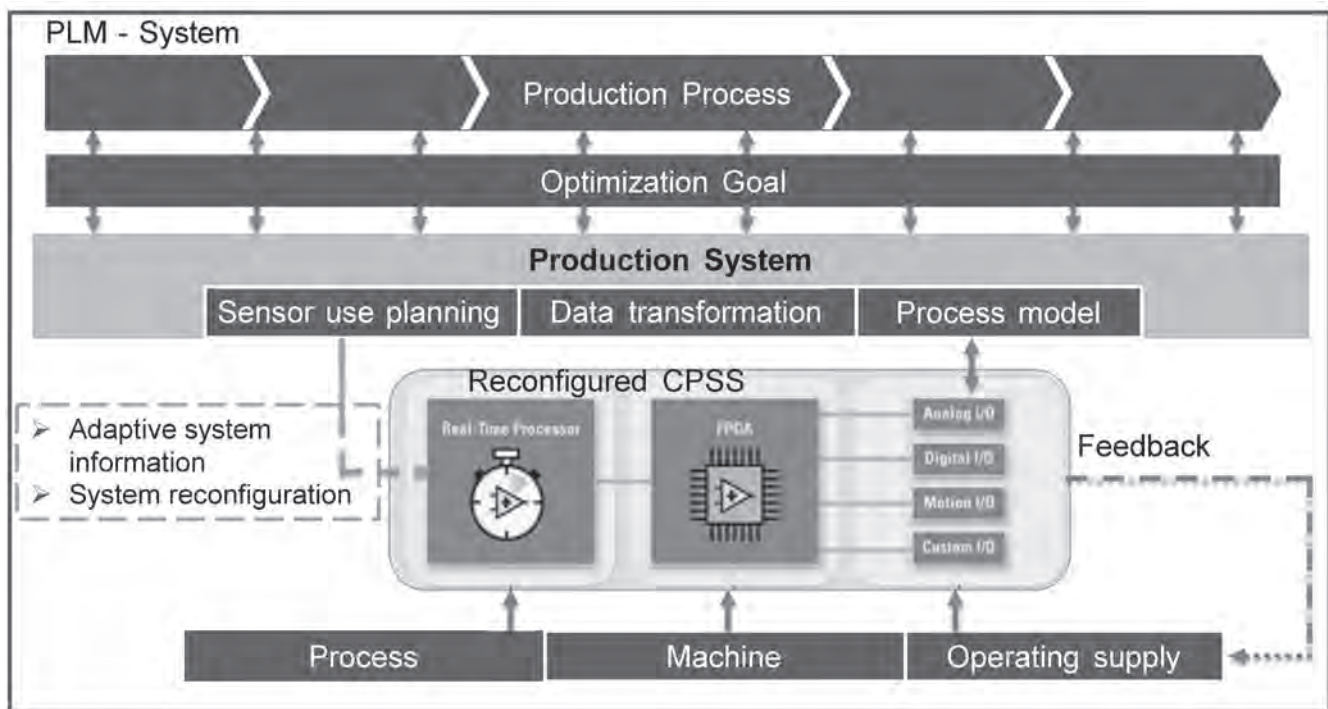 PLM - System
Production Process
Optimization Goal
Production System
Sensor use planning
Data transformation
Process model
Reconfigured CPSS
➢ Adaptive system
information
➢ System reconfiguration
Real-Time Processor
FPGA
Analog I/O
Digital I/O
Motion I/O
Custom I/O
Feedback
Process
Machine
Operating supply